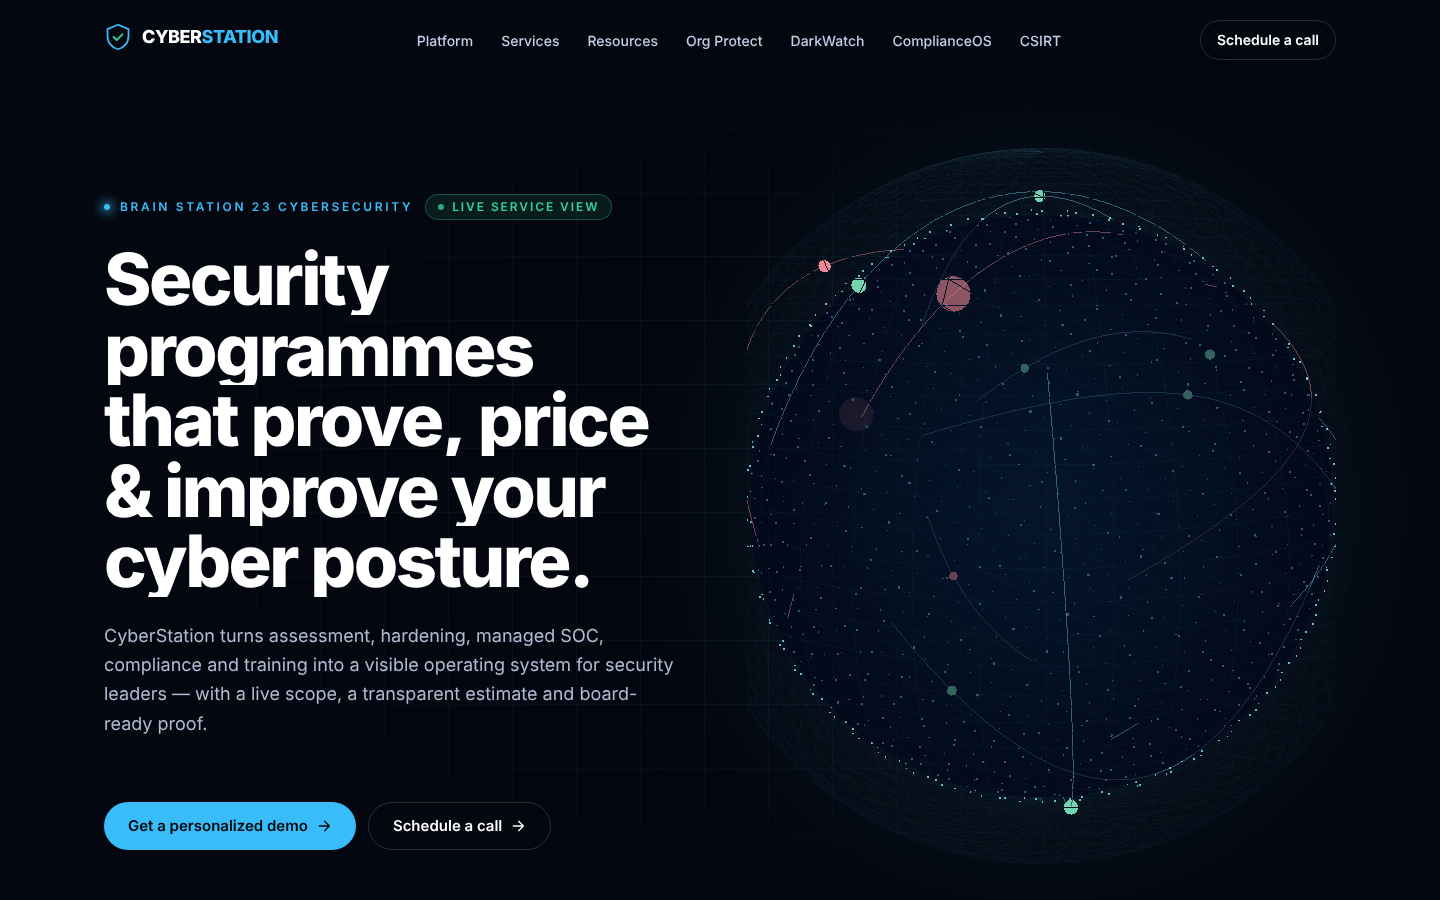 CYBERSTATION
Platform Services Resources Org Protect DarkWatch ComplianceOS CSIRT
Schedule a call
BRAIN STATION 23 CYBERSECURITY
LIVE SERVICE VIEW
Security
programmes
that prove, price
& improve your
cyber posture.
CyberStation turns assessment, hardening, managed SOC,
compliance and training into a visible operating system for security
leaders — with a live scope, a transparent estimate and board-
ready proof.
Get a personalized demo →
Schedule a call →